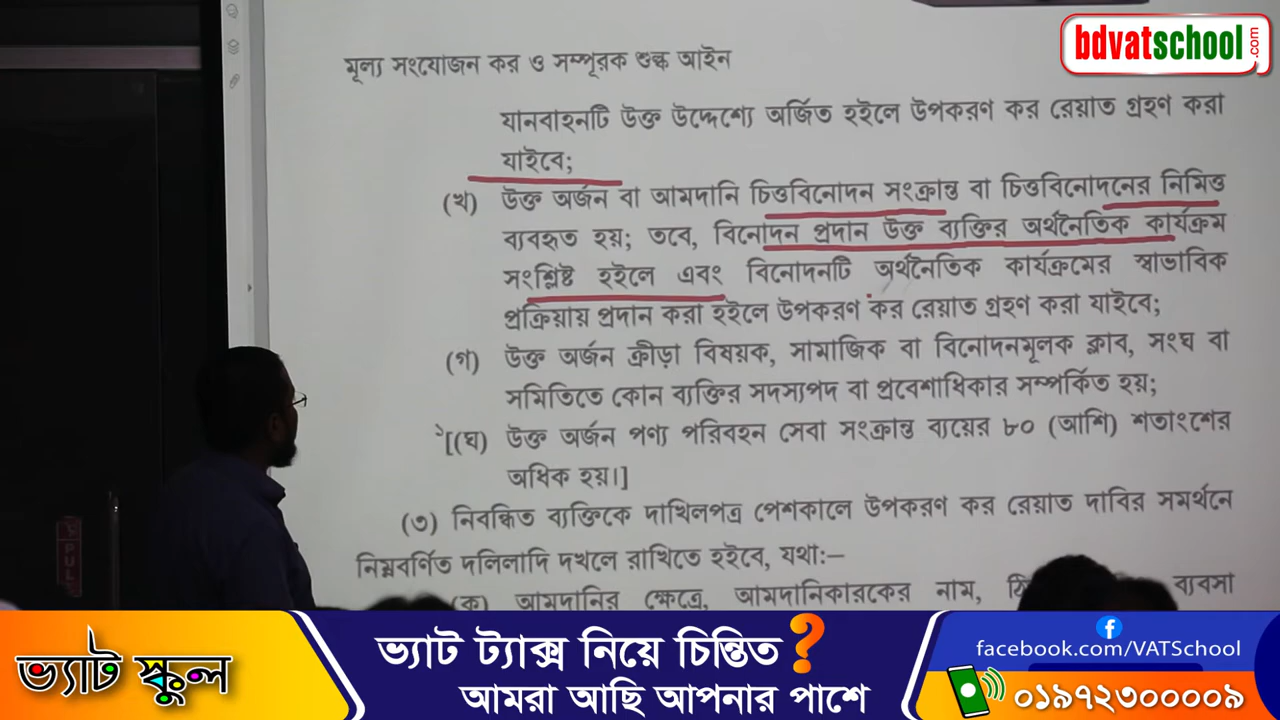 bdvatschool.com
মূল্য সংযোজন কর ও সম্পূরক শুল্ক আইন
যানবাহনটি উক্ত উদ্দেশ্যে অর্জিত হইলে উপকরণ কর রেয়াত গ্রহণ করা
যাইবে;
(খ) উক্ত অর্জন বা আমদানি চিত্তবিনোদন সংক্রান্ত বা চিত্তবিনোদনের নিমিত্ত
ব্যবহৃত হয়; তবে, বিনোদন প্রদান উক্ত ব্যক্তির অর্থনৈতিক কার্যক্রম
সংশ্লিষ্ট হইলে এবং বিনোদনটি অর্থনৈতিক কার্যক্রমের স্বাভাবিক
প্রক্রিয়ায় প্রদান করা হইলে উপকরণ কর রেয়াত গ্রহণ করা যাইবে;
(গ) উক্ত অর্জন ক্রীড়া বিষয়ক, সামাজিক বা বিনোদনমূলক ক্লাব, সংঘ বা
সমিতিতে কোন ব্যক্তির সদস্যপদ বা প্রবেশাধিকার সম্পর্কিত হয়;
১[(ঘ) উক্ত অর্জন পণ্য পরিবহন সেবা সংক্রান্ত ব্যয়ের ৮০ (আশি) শতাংশের
অধিক হয়।]
(৩) নিবন্ধিত ব্যক্তিকে দাখিলপত্র পেশকালে উপকরণ কর রেয়াত দাবির সমর্থনে
নিম্নবর্ণিত দলিলাদি দখলে রাখিতে হইবে, যথা:–
(ক) আমদানির ক্ষেত্রে, আমদানিকারকের নাম, ব্যবসা
PULL
ভ্যাট স্কুল
ভ্যাট ট্যাক্স নিয়ে চিন্তিত?
আমরা আছি আপনার পাশে
facebook.com/VATSchool
০১৯৭২৩০০০০৯